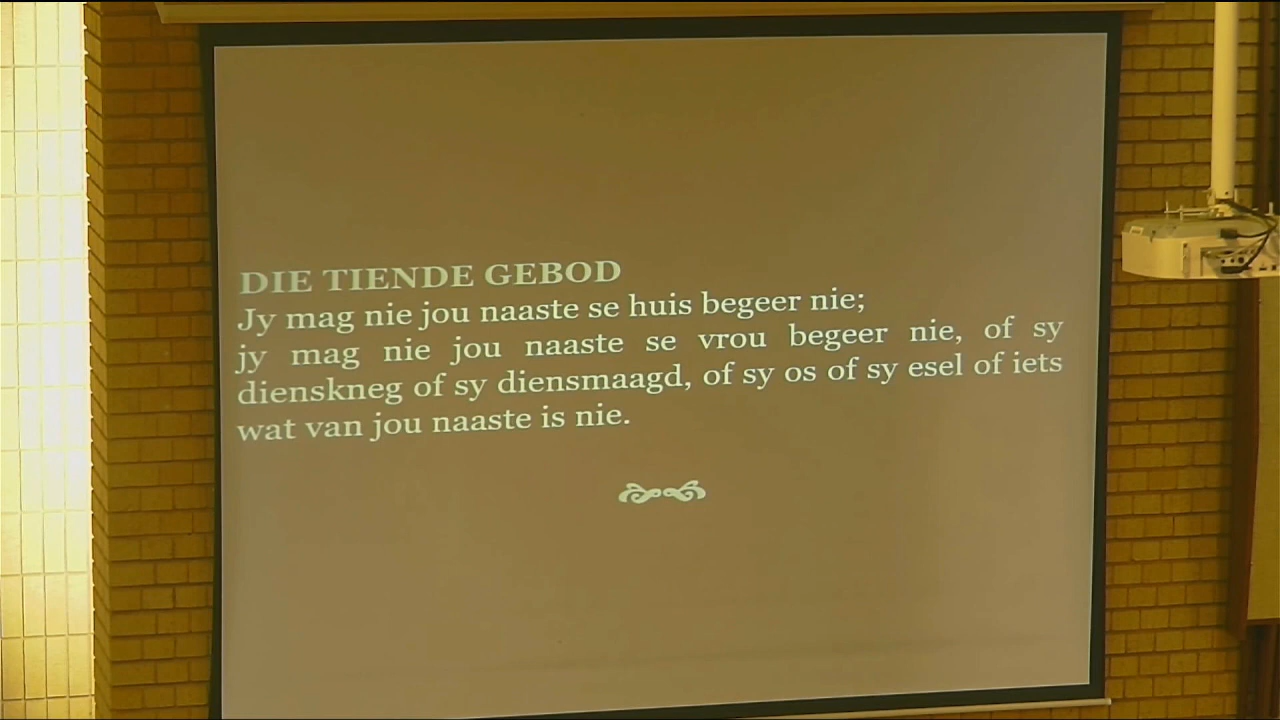 DIE TIENDE GEBOD
Jy mag nie jou naaste se huis begeer nie;
jy mag nie jou naaste se vrou begeer nie, of sy
dienskneg of sy diensmaagd, of sy os of sy esel of iets
wat van jou naaste is nie.